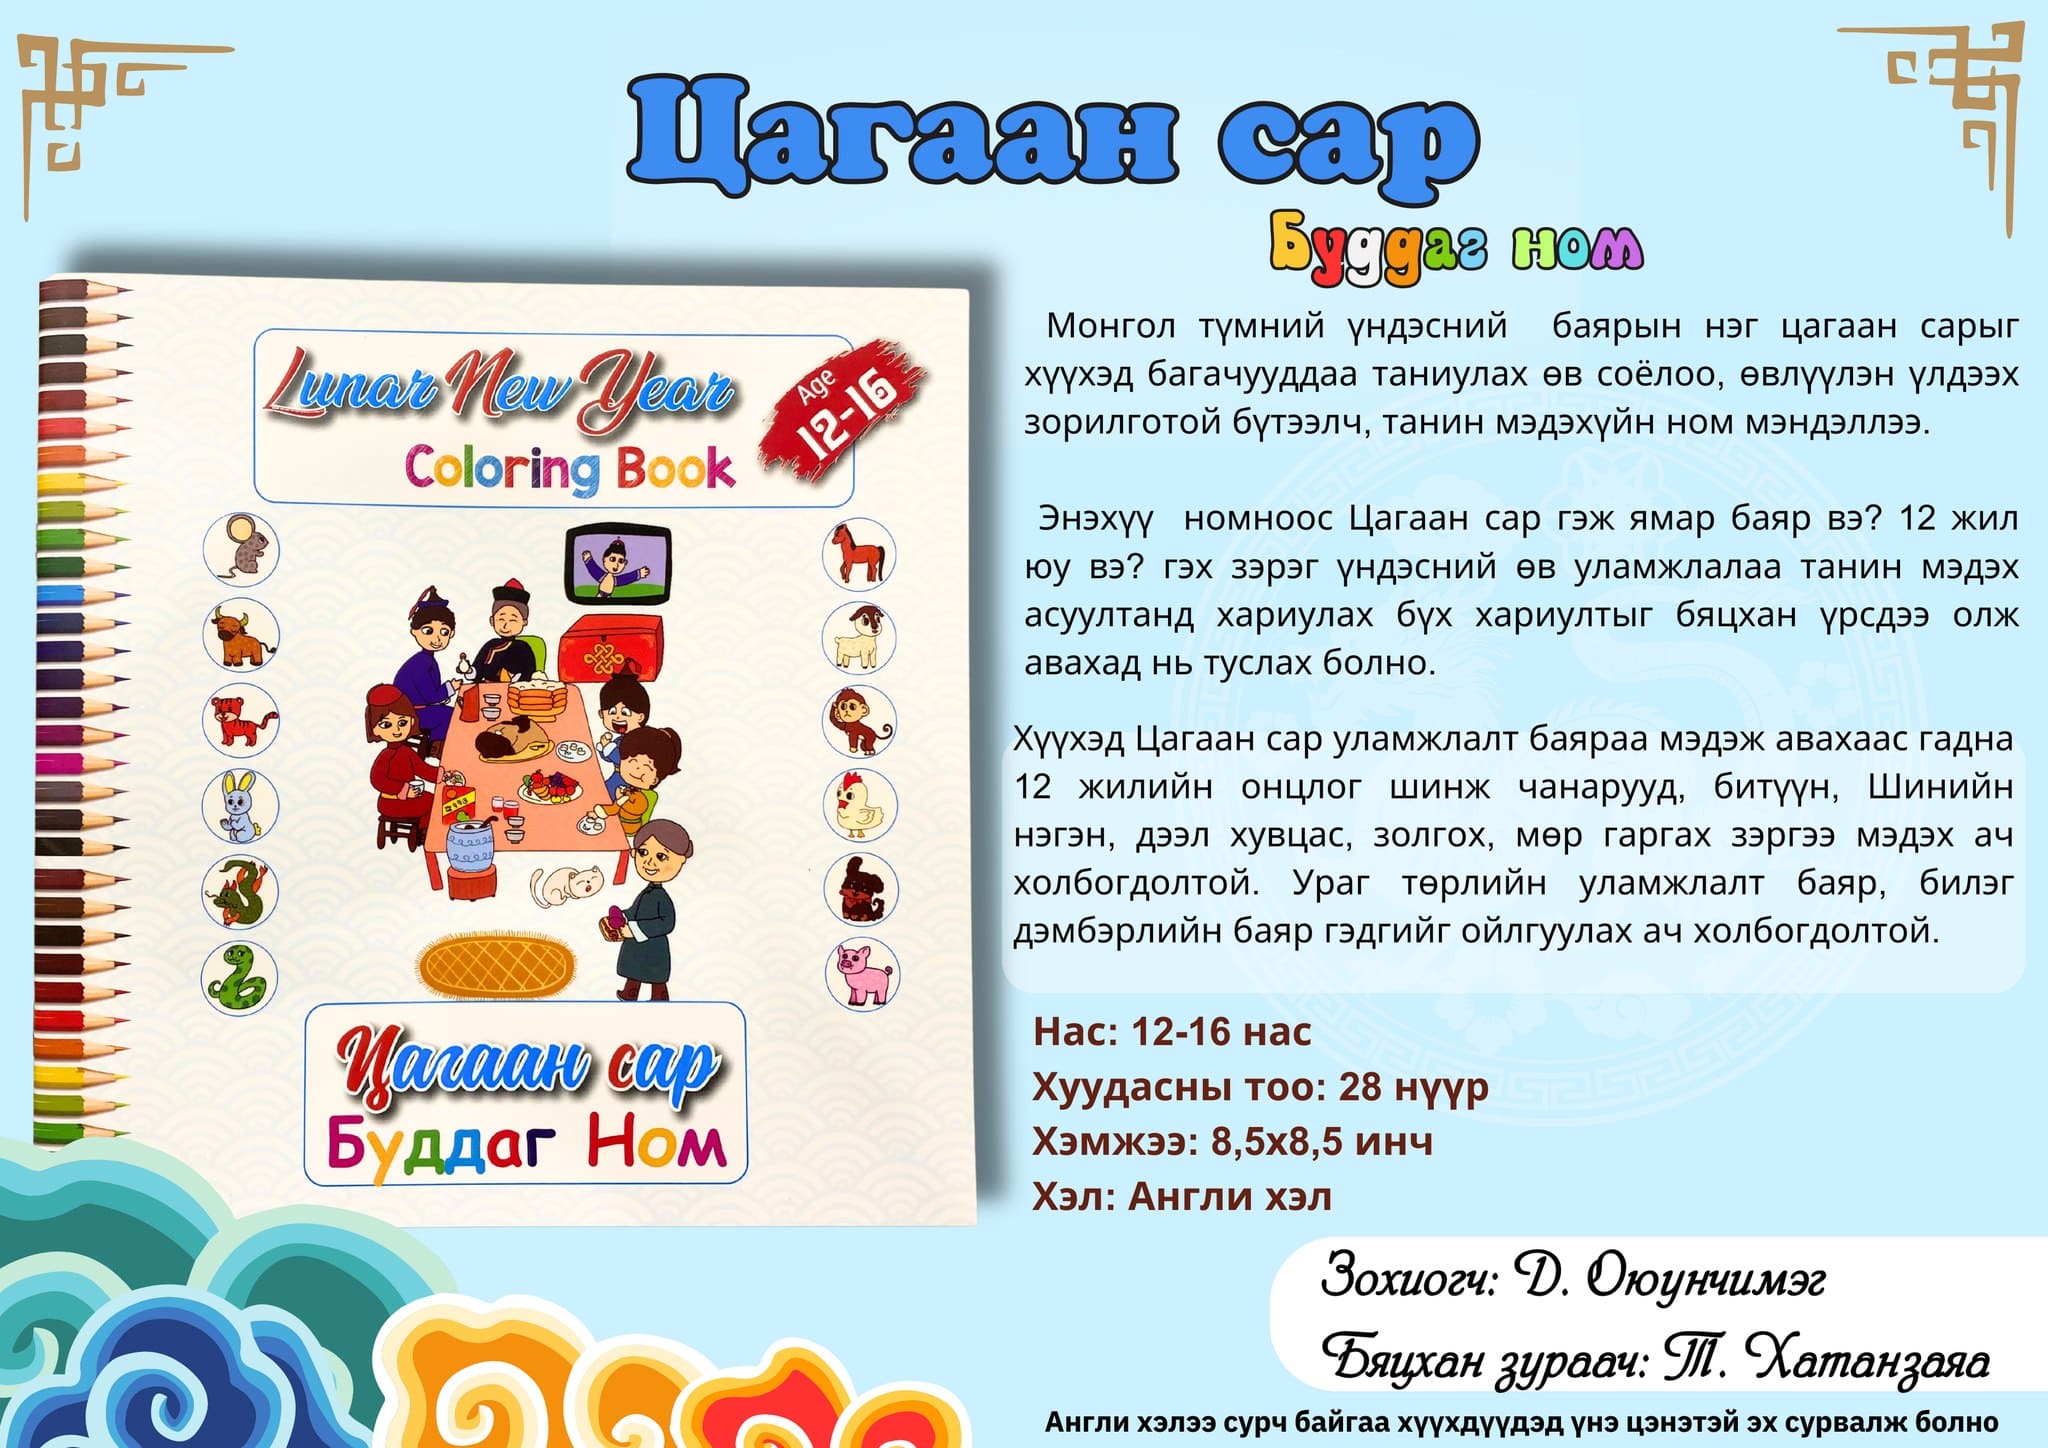 Цагаан сар
Буддаг ном
Lunar New Year
Coloring Book
Age
12-16
Цагаан сар
Буддаг Ном
Монгол түмний үндэсний баярын нэг цагаан сарыг
хүүхэд багачууддаа таниулах өв соёлоо, өвлүүлэн үлдээх
зорилготой бүтээлч, танин мэдэхүйн ном мэндэллээ.
Энэхүү номноос Цагаан сар гэж ямар баяр вэ? 12 жил
юу вэ? гэх зэрэг үндэсний өв уламжлалаа танин мэдэх
асуултанд хариулах бүх хариултыг бяцхан үрсдээ олж
авахад нь туслах болно.
Хүүхэд Цагаан сар уламжлалт баяраа мэдэж авахаас гадна
12 жилийн онцлог шинж чанарууд, битүүн, Шинийн
нэгэн, дээл хувцас, золгох, мөр гаргах зэргээ мэдэх ач
холбогдолтой. Ураг төрлийн уламжлалт баяр, билэг
дэмбэрлийн баяр гэдгийг ойлгуулах ач холбогдолтой.
Нас: 12-16 нас
Хуудасны тоо: 28 нүүр
Хэмжээ: 8,5x8,5 инч
Хэл: Англи хэл
Зохиогч: Д. Оюунчимэг
Бяцхан зураач: Т. Хатанзаяа
Англи хэлээ сурч байгаа хүүхдүүдэд үнэ цэнэтэй эх сурвалж болно